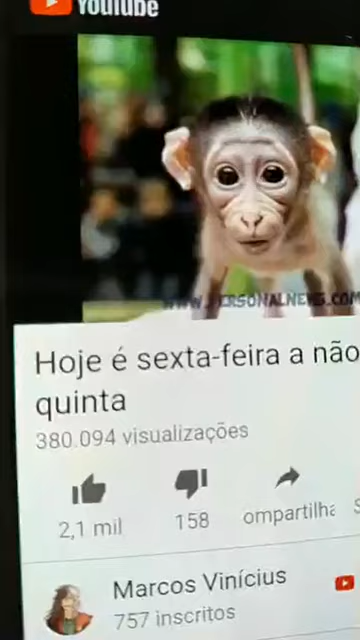 YouTube
WWW.PERSONALNEWS.COM
Hoje é sexta-feira a não
quinta
380.094 visualizações
2,1 mil
158
ompartilha
S
Marcos Vinícius
757 inscritos